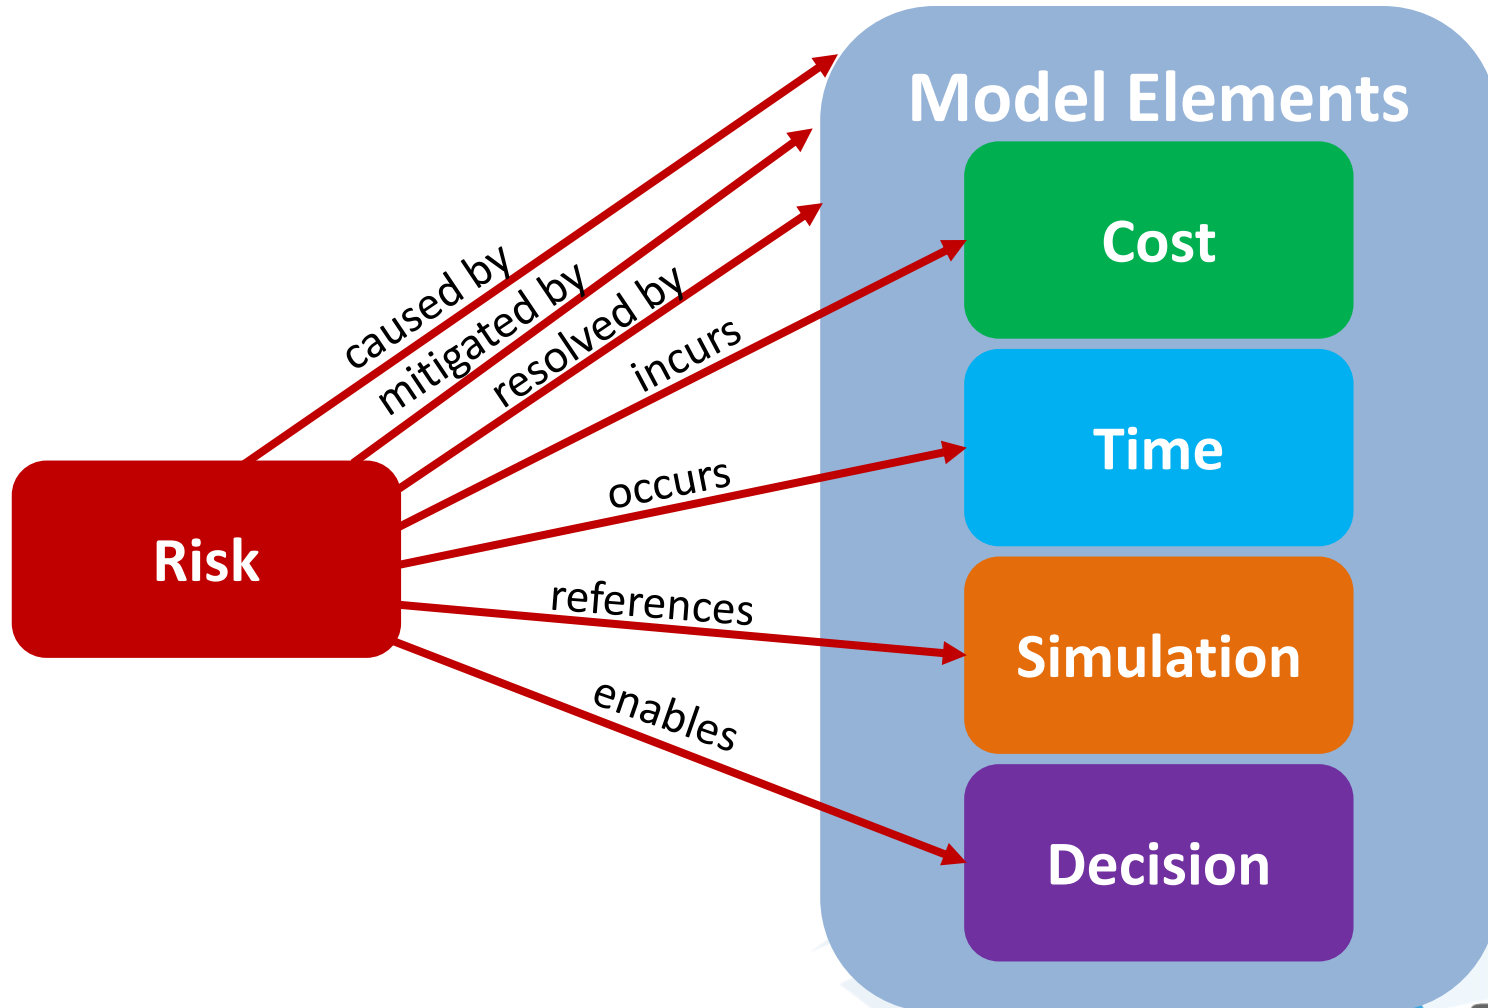 Model Elements
caused by
mitigated by
resolved by
incurs
Cost
occurs
Time
Risk
references
Simulation
enables
Decision